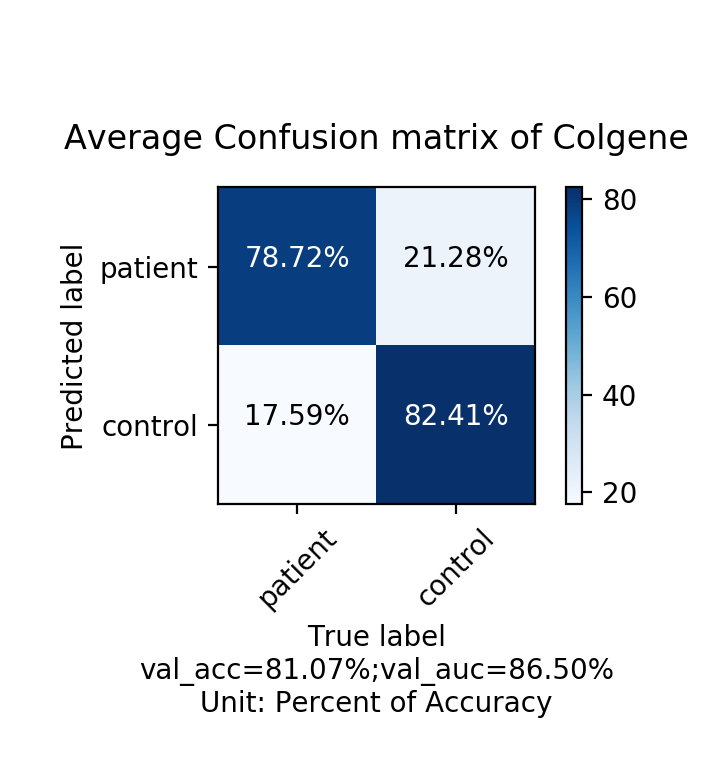 Average Confusion matrix of Colgene
Predicted label
patient
78.72%
21.28%
control
17.59%
82.41%
80
60
40
20
patient
control
True label
val_acc=81.07%;val_auc=86.50%
Unit: Percent of Accuracy